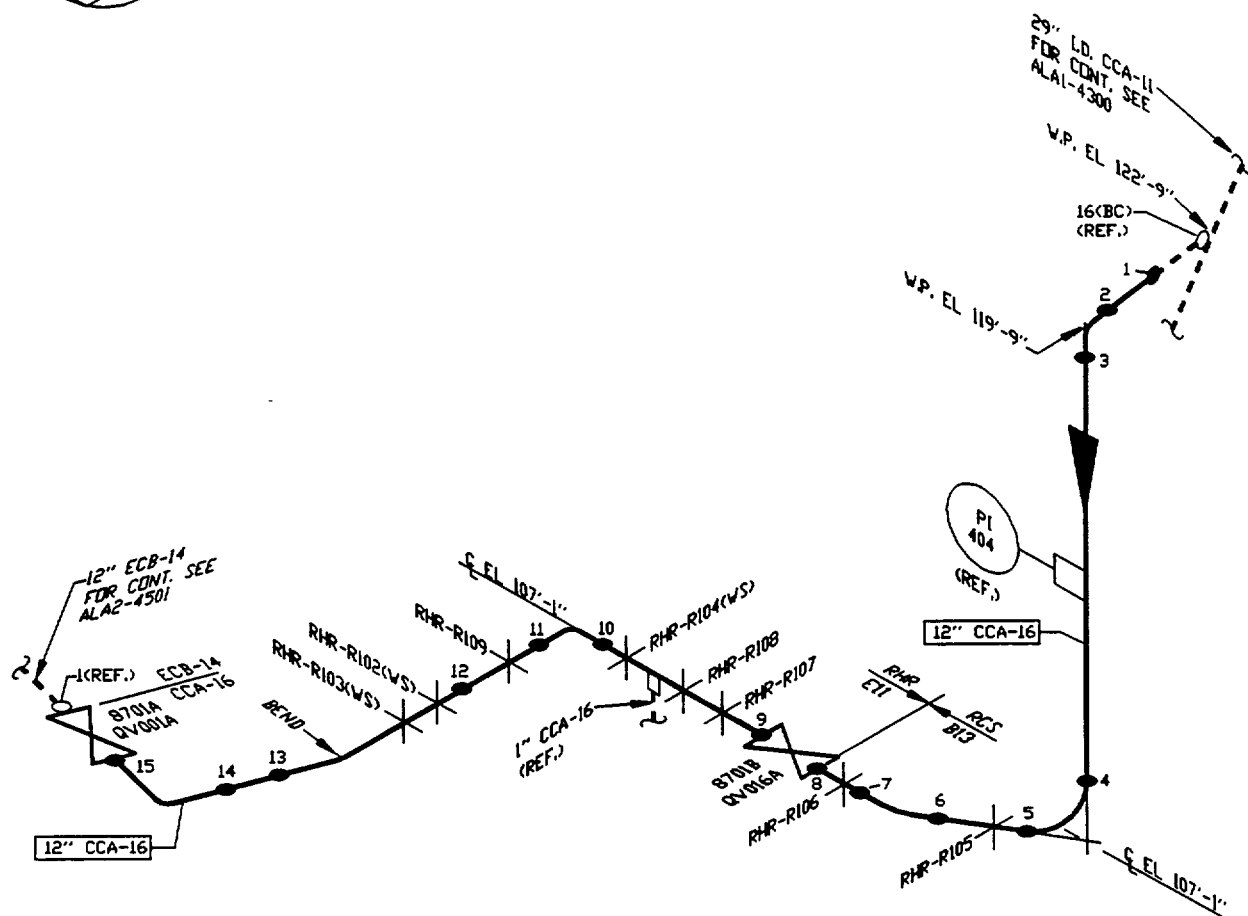 29" I.D. CCA-11
FOR CONT. SEE
ALA1-4300
W.P. EL 122'-9"
16(BC)
(REF.)
1
2
W.P. EL 119'-9"
3
PI
404
(REF.)
12" CCA-16
12" ECB-14
FOR CONT. SEE
ALA2-4501
℄ EL 107'-1"
RHR-R104(WS)
RHR-R109
11
10
RHR-R108
RHR-R102(WS)
12
RHR-R107
RHR-R103(WS)
1(REF.)
ECB-14
CCA-16
8701A
QV001A
BEND
1" CCA-16
(REF.)
9
RHR
E11
RCS
B13
15
14
13
8701B
QV016A
8
7
4
RHR-R106
6
5
RHR-R105
12" CCA-16
℄ EL 107'-1"